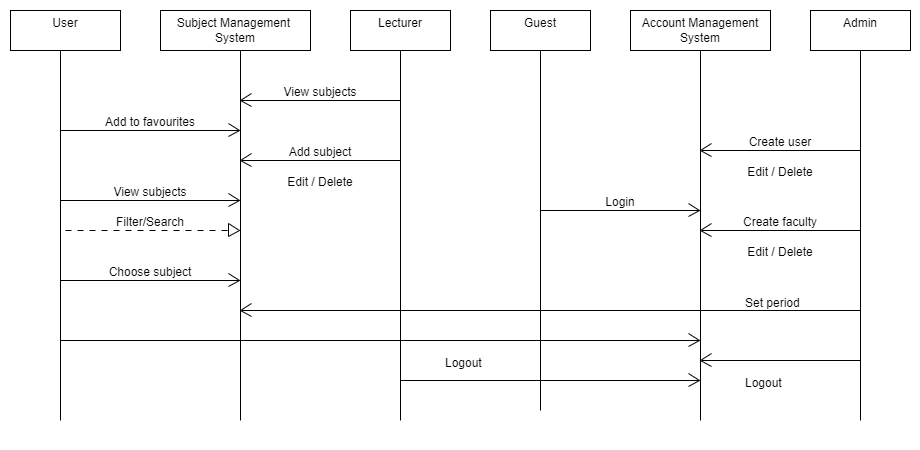 User
Subject Management
System
Lecturer
Guest
Account Management
System
Admin
View subjects
Add to favourites
Create user
Add subject
Edit / Delete
Edit / Delete
View subjects
Login
Filter/Search
Create faculty
Edit / Delete
Choose subject
Set period
Logout
Logout